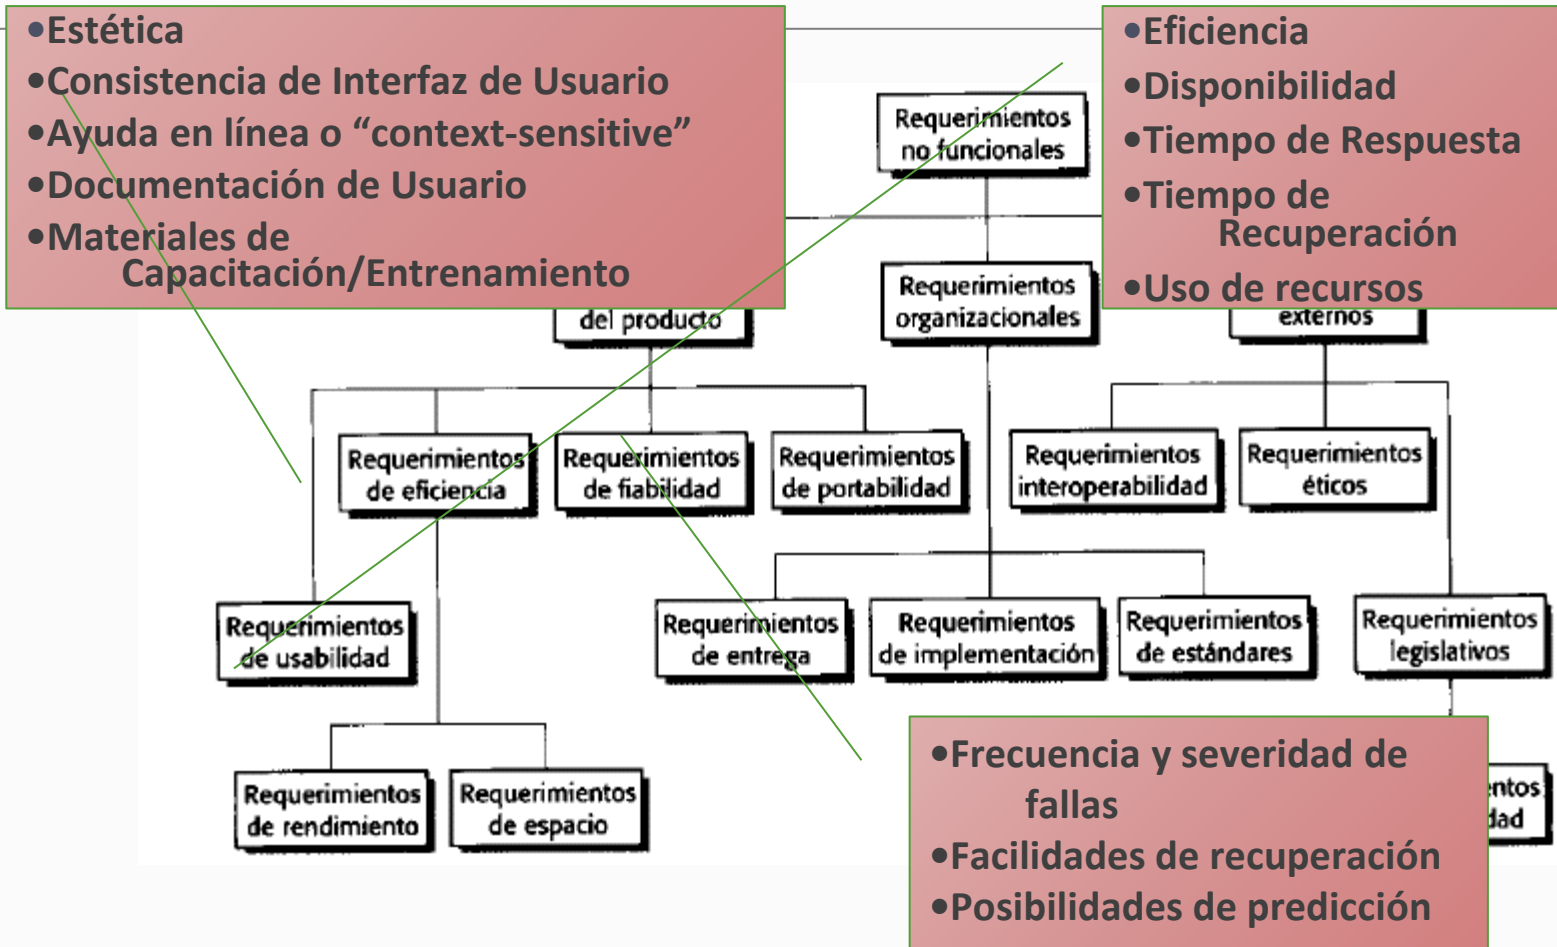 •Estética
•Consistencia de Interfaz de Usuario
•Ayuda en línea o “context-sensitive”
•Documentación de Usuario
•Materiales de
Capacitación/Entrenamiento
•Eficiencia
•Disponibilidad
•Tiempo de Respuesta
•Tiempo de
Recuperación
•Uso de recursos
Requerimientos
no funcionales
del producto
Requerimientos
organizacionales
externos
Requerimientos
de eficiencia
Requerimientos
de fiabilidad
Requerimientos
de portabilidad
Requerimientos
interoperabilidad
Requerimientos
éticos
Requerimientos
de usabilidad
Requerimientos
de entrega
Requerimientos
de implementación
Requerimientos
de estándares
Requerimientos
legislativos
Requerimientos
de rendimiento
Requerimientos
de espacio
•Frecuencia y severidad de
fallas
•Facilidades de recuperación
•Posibilidades de predicción